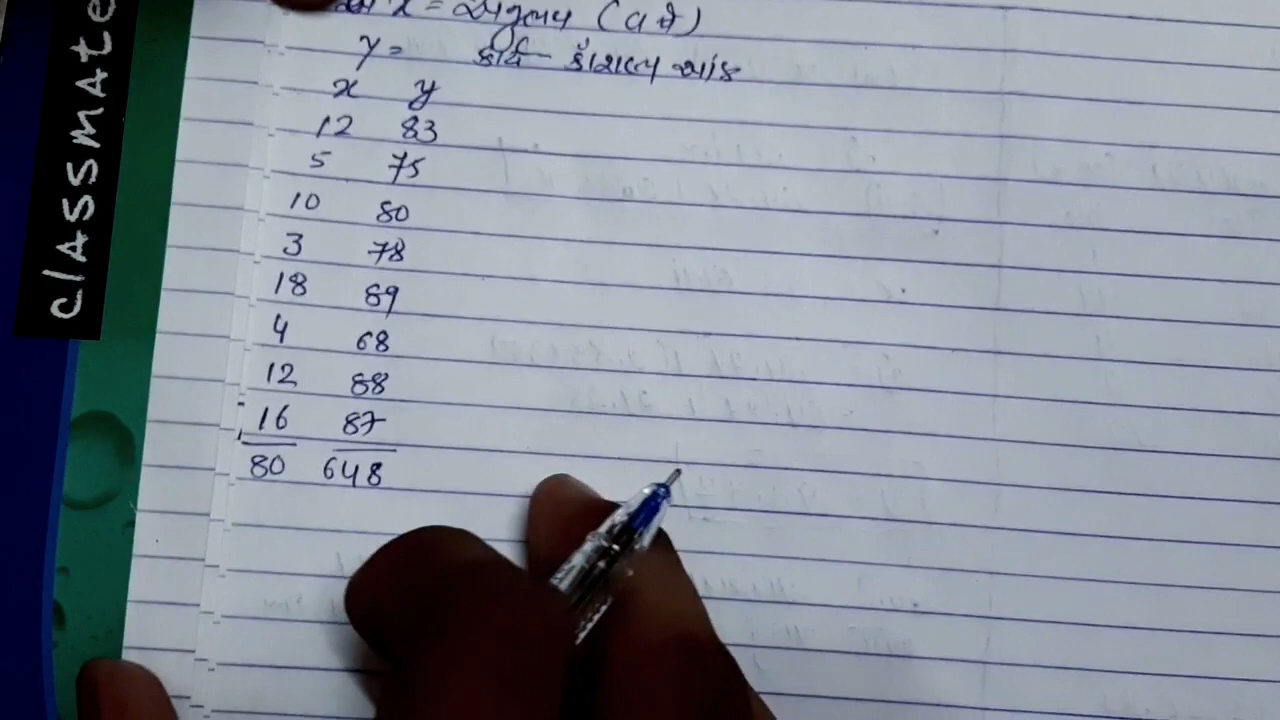 classmate
x = અનુભવ (વર્ષ)
y = કાર્ય કૌશલ્ય આંક
x y
12 83
5 75
10 80
3 78
18 89
4 68
12 88
16 87
80 648